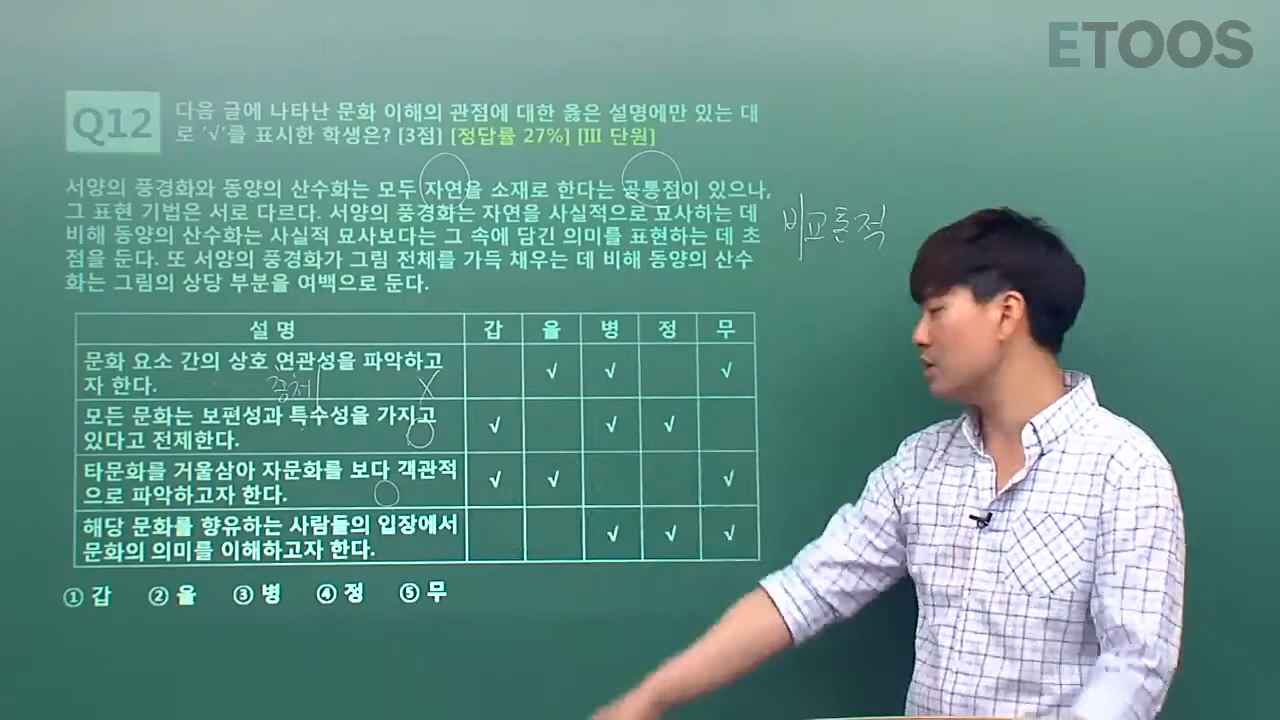 ETOOS
Q12
다음 글에 나타난 문화 이해의 관점에 대한 옳은 설명에만 있는 대
로 '√'를 표시한 학생은? [3점] [정답률 27%] [III 단원]
서양의 풍경화와 동양의 산수화는 모두 자연을 소재로 한다는 공통점이 있으나,
그 표현 기법은 서로 다르다. 서양의 풍경화는 자연을 사실적으로 묘사하는 데
비해 동양의 산수화는 사실적 묘사보다는 그 속에 담긴 의미를 표현하는 데 초
점을 둔다. 또 서양의 풍경화가 그림 전체를 가득 채우는 데 비해 동양의 산수
화는 그림의 상당 부분을 여백으로 둔다.
비교론적
설 명 갑 을 병 정 무
문화 요소 간의 상호 연관성을 파악하고
자 한다. √ √ √
총체 X
모든 문화는 보편성과 특수성을 가지고
있다고 전제한다. √ √ √
타문화를 거울삼아 자문화를 보다 객관적
으로 파악하고자 한다. √ √ √
해당 문화를 향유하는 사람들의 입장에서
문화의 의미를 이해하고자 한다. √ √ √
① 갑 ② 을 ③ 병 ④ 정 ⑤ 무